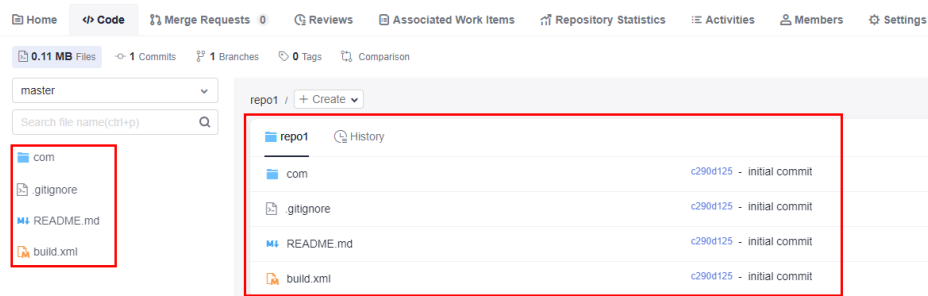 Home Code Merge Requests 0 Reviews Associated Work Items Repository Statistics Activities Members Settings
0.11 MB Files 1 Commits 1 Branches 0 Tags Comparison
master
repo1 / + Create
Search file name(ctrl+p)
repo1 History
com
.gitignore
README.md
build.xml
com c290d125 - initial commit
.gitignore c290d125 - initial commit
M↓ README.md c290d125 - initial commit
build.xml c290d125 - initial commit